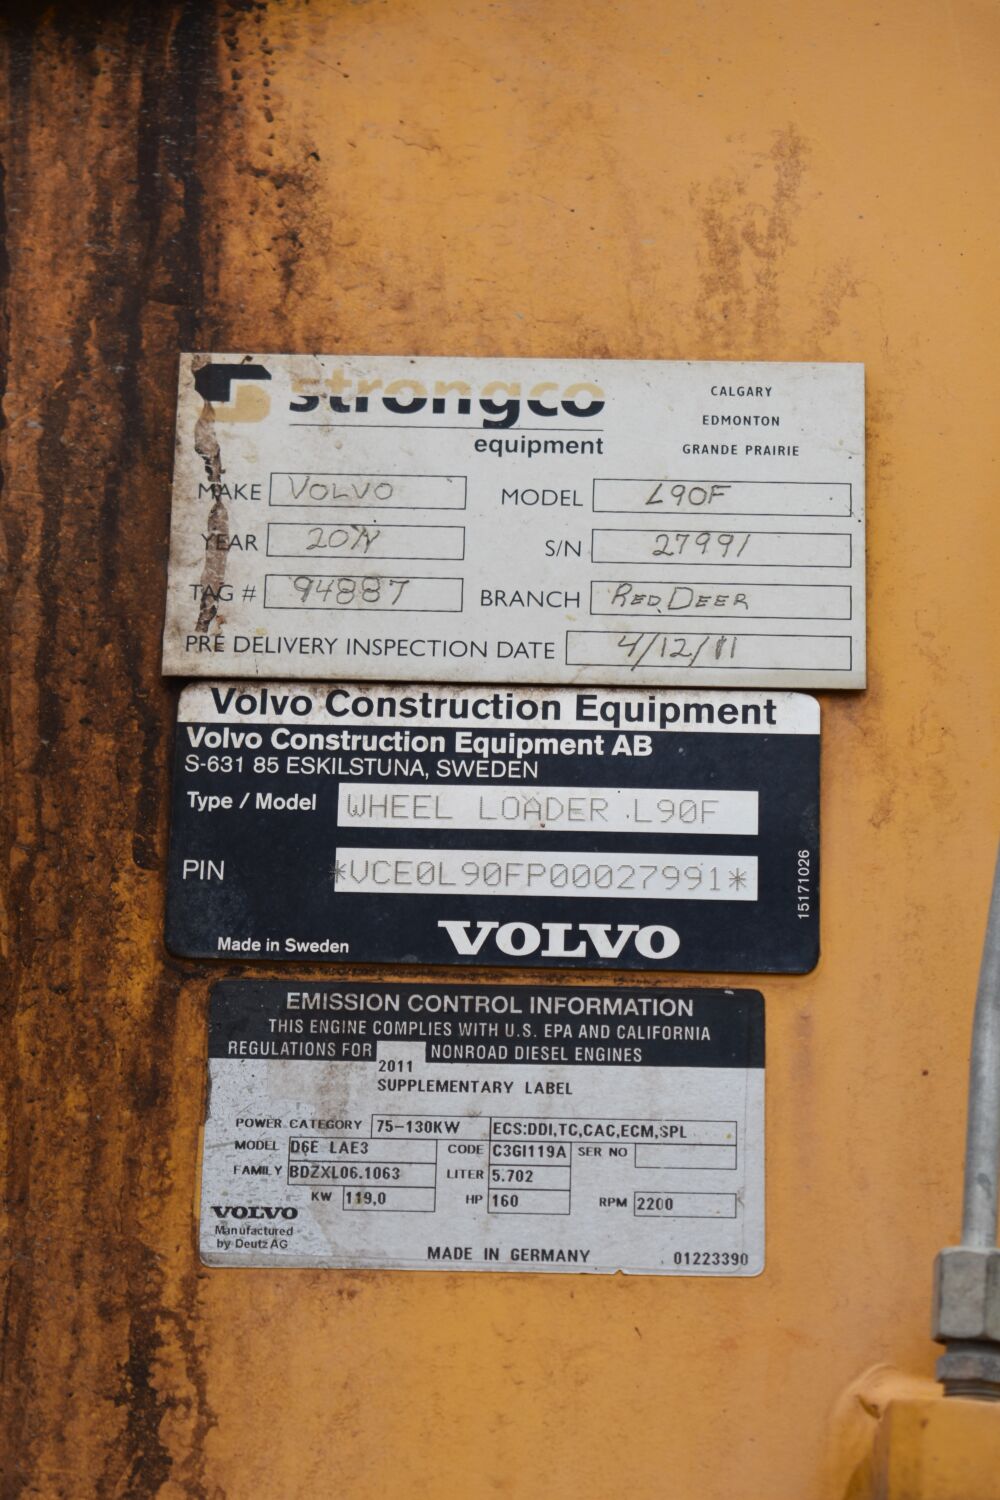 strongco
equipment
CALGARY
EDMONTON
GRANDE PRAIRIE
MAKE VOLVO MODEL L90F
YEAR 2011 S/N 27991
TAG # 94887 BRANCH RED DEER
PRE DELIVERY INSPECTION DATE 4/12/11
Volvo Construction Equipment
Volvo Construction Equipment AB
S-631 85 ESKILSTUNA, SWEDEN
Type / Model WHEEL LOADER L90F
PIN *VCE0L90FP00027991*
15171026
Made in Sweden VOLVO
EMISSION CONTROL INFORMATION
THIS ENGINE COMPLIES WITH U.S. EPA AND CALIFORNIA
REGULATIONS FOR NONROAD DIESEL ENGINES
2011
SUPPLEMENTARY LABEL
POWER CATEGORY 75-130KW ECS:DDI,TC,CAC,ECM,SPL
MODEL D6E LAE3 CODE C3GI119A SER NO
FAMILY BDZXL06.1063 LITER 5.702
KW 119,0 HP 160 RPM 2200
VOLVO
Manufactured
by Deutz AG
MADE IN GERMANY 01223390